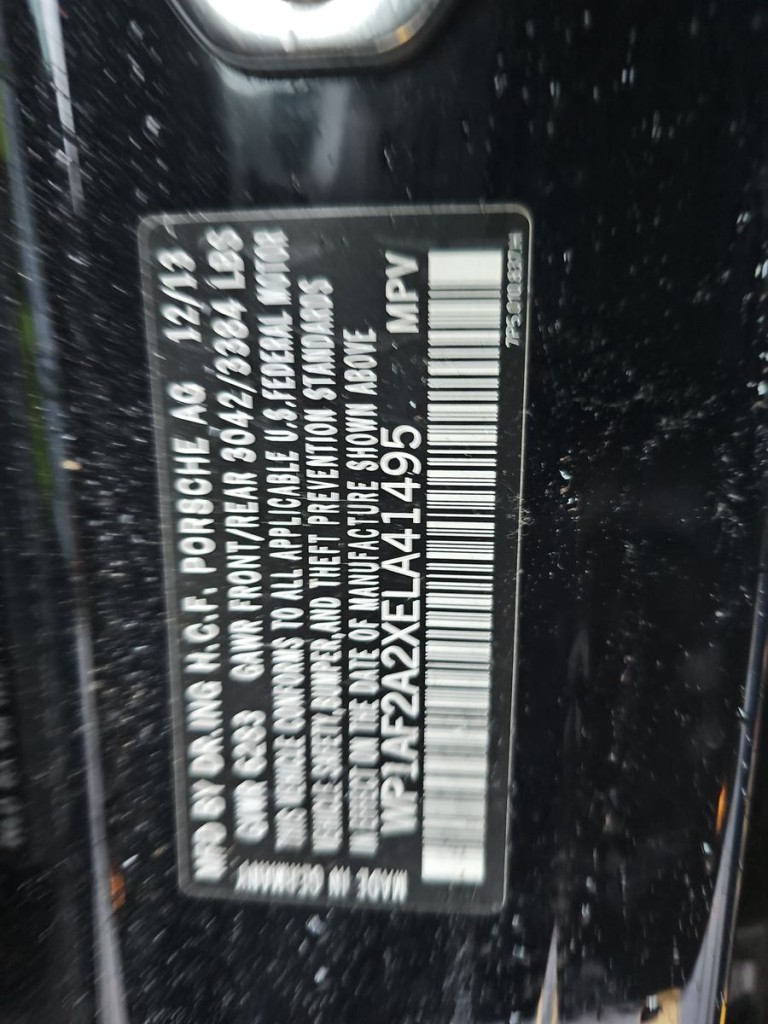 MFD BY DR.ING H.C.F. PORSCHE AG 12/13
GVWR 6283 GAWR FRONT/REAR 3042/3384 LBS
THIS VEHICLE CONFORMS TO ALL APPLICABLE U.S.FEDERAL MOTOR
VEHICLE SAFETY,BUMPER,AND THEFT PREVENTION STANDARDS
IN EFFECT ON THE DATE OF MANUFACTURE SHOWN ABOVE
WP1AF2A2XELA41495 MPV
MADE IN GERMANY